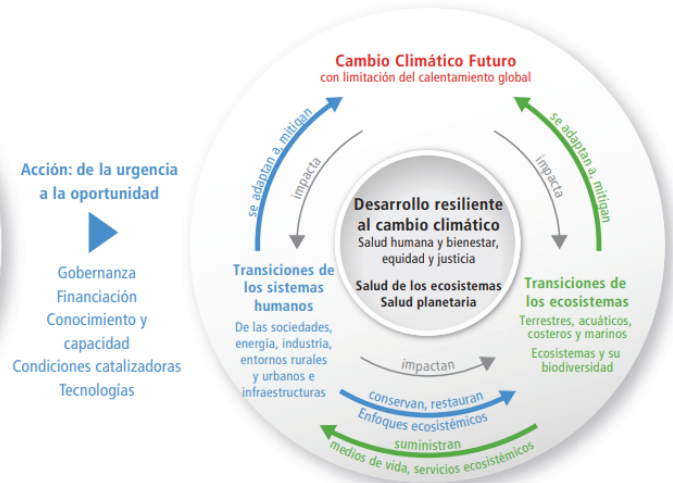 Acción: de la urgencia
a la oportunidad
Gobernanza
Financiación
Conocimiento y
capacidad
Condiciones catalizadoras
Tecnologías
Cambio Climático Futuro
con limitación del calentamiento global
se adaptan a, mitigan
impacta
impacta
se adaptan a, mitigan
Desarrollo resiliente
al cambio climático
Salud humana y bienestar,
equidad y justicia
Salud de los ecosistemas
Salud planetaria
Transiciones de
los sistemas
humanos
De las sociedades,
energía, industria,
entornos rurales
y urbanos e
infraestructuras
Transiciones de
los ecosistemas
Terrestres, acuáticos,
costeros y marinos
Ecosistemas y su
biodiversidad
impactan
conservan, restauran
Enfoques ecosistémicos
suministran
medios de vida, servicios ecosistémicos